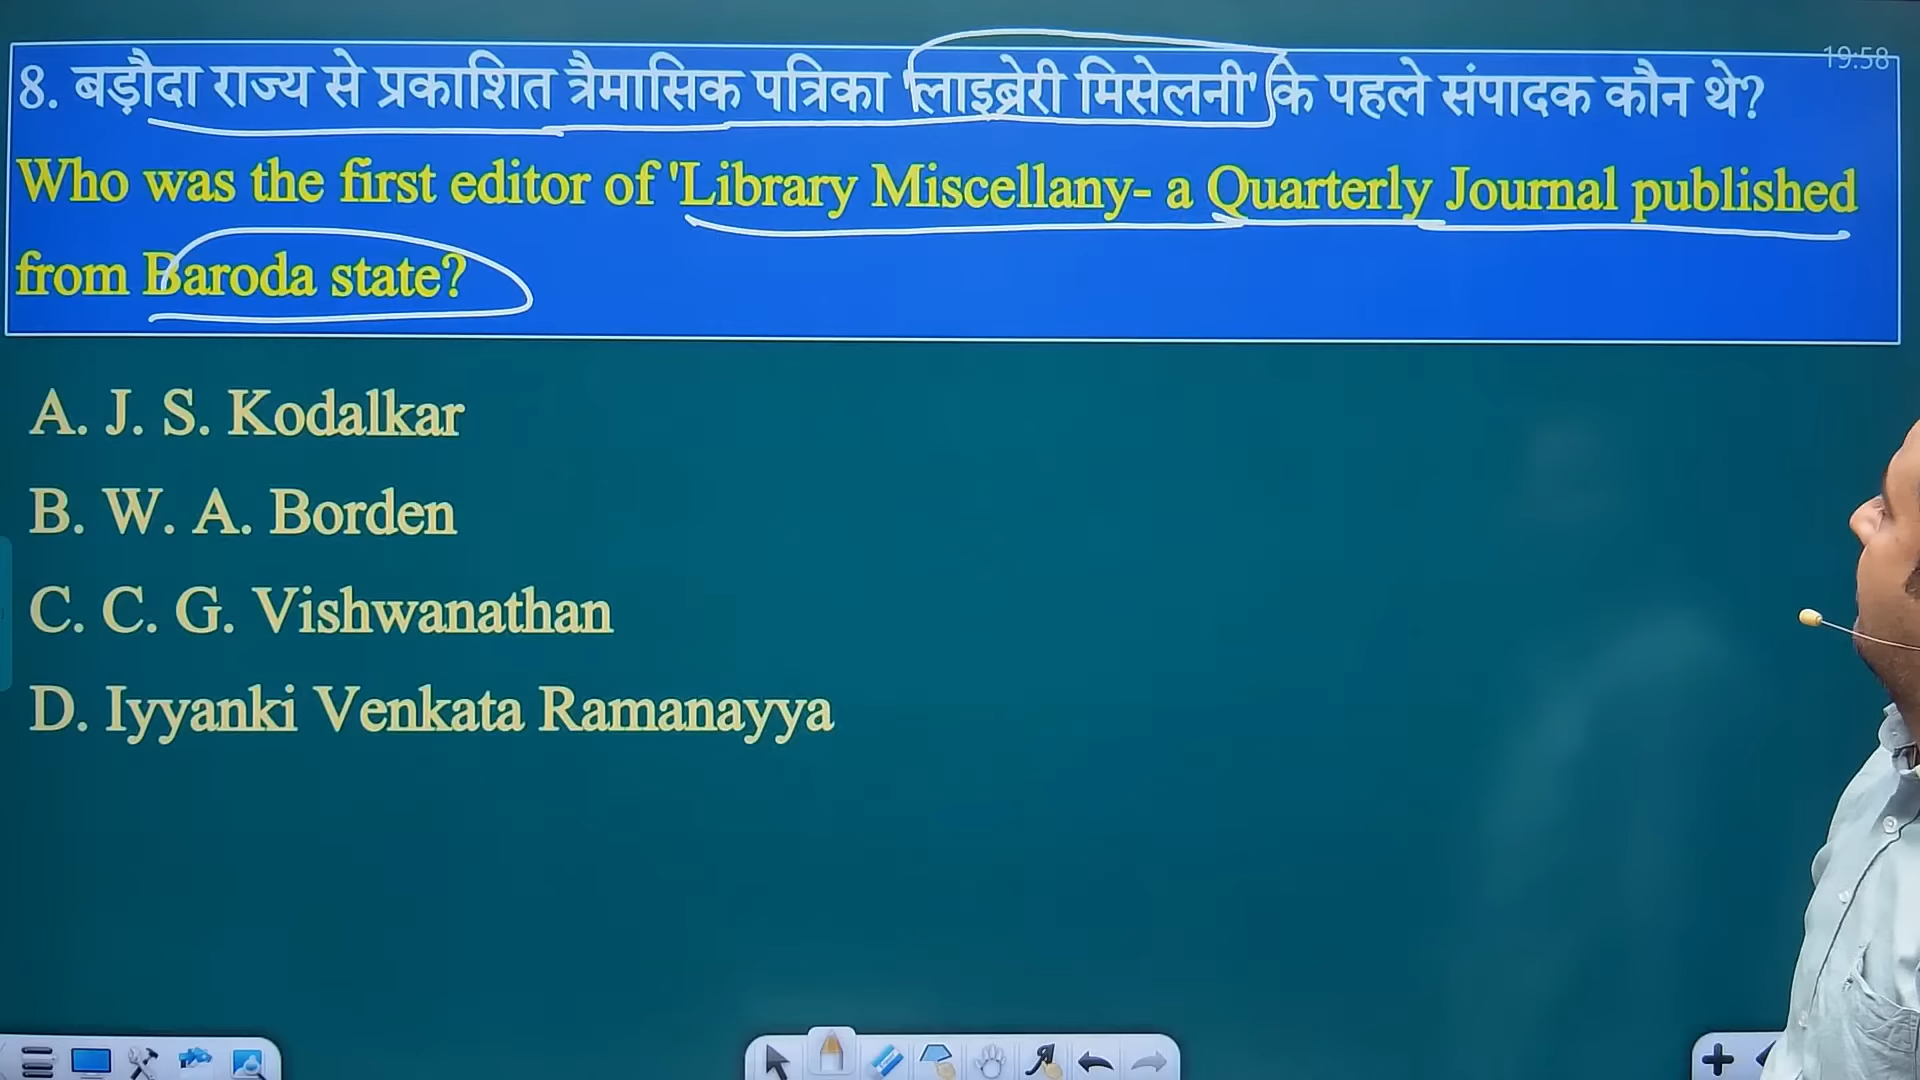 19:58
8. बड़ौदा राज्य से प्रकाशित त्रैमासिक पत्रिका 'लाइब्रेरी मिसेलनी' के पहले संपादक कौन थे?
Who was the first editor of 'Library Miscellany- a Quarterly Journal published
from Baroda state?
A. J. S. Kodalkar
B. W. A. Borden
C. C. G. Vishwanathan
D. Iyyanki Venkata Ramanayya